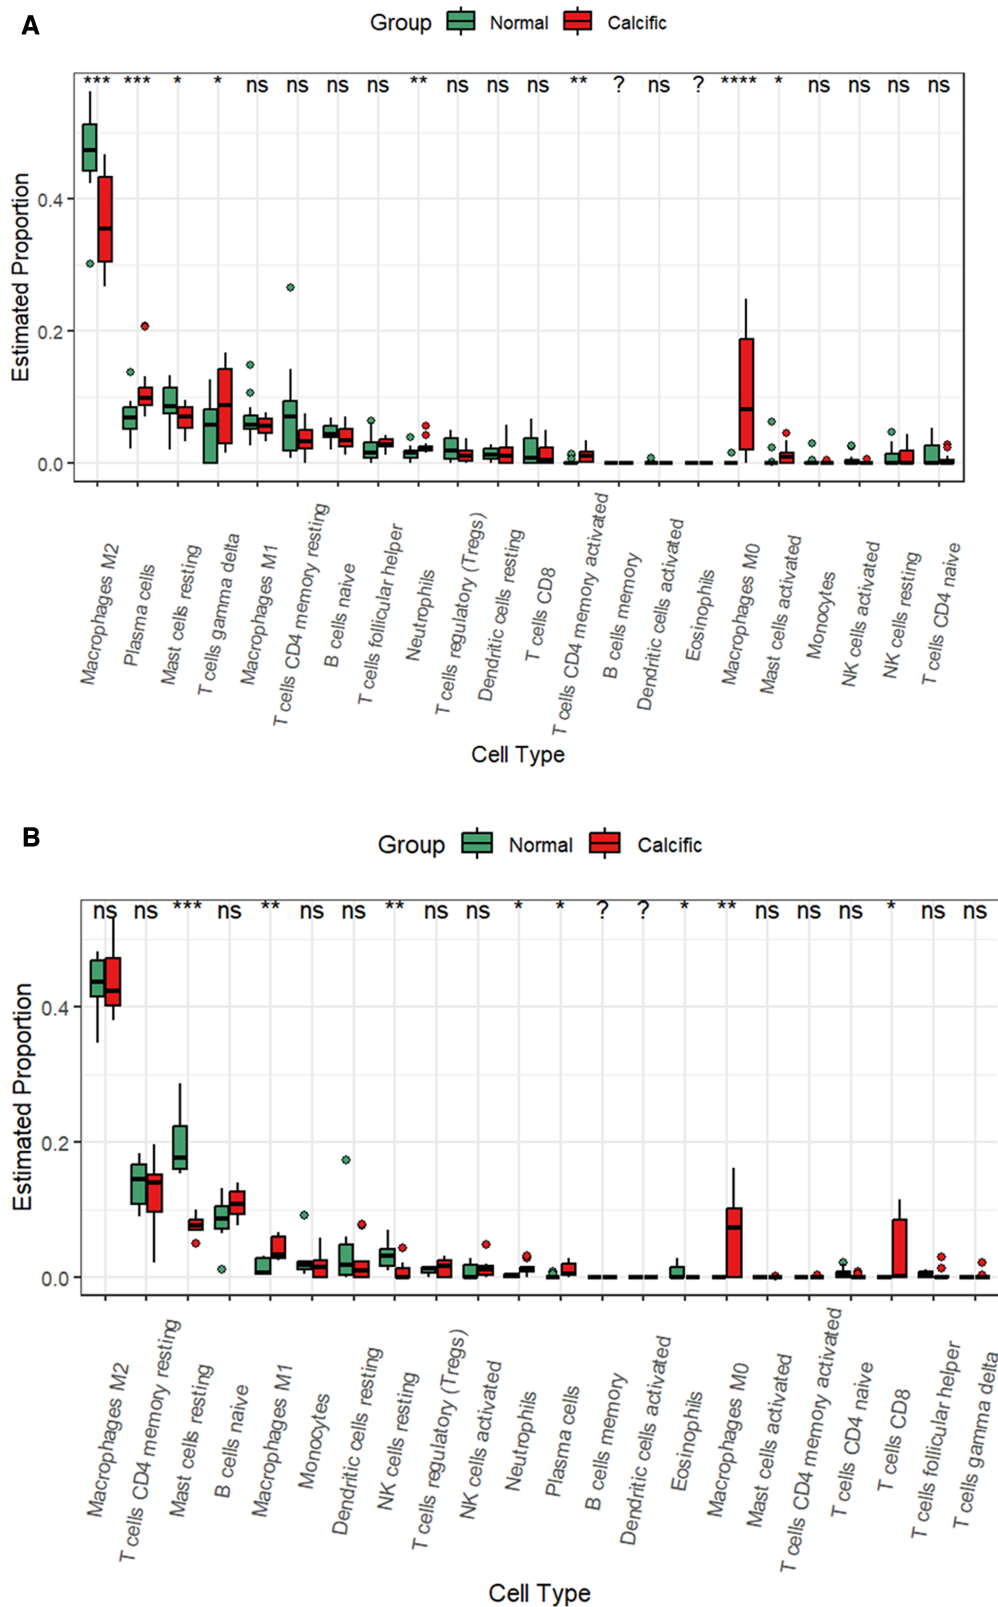 A
Group Normal Calcific
*** *** * * ns ns ns ns ** ns ns ns ** ? ns ? **** * ns ns ns ns
Estimated Proportion
0.4
0.2
0.0
Macrophages M2
Plasma cells
Mast cells resting
T cells gamma delta
Macrophages M1
T cells CD4 memory resting
B cells naive
T cells follicular helper
Neutrophils
T cells regulatory (Tregs)
Dendritic cells resting
T cells CD8
T cells CD4 memory activated
B cells memory
Dendritic cells activated
Eosinophils
Macrophages M0
Mast cells activated
Monocytes
NK cells activated
NK cells resting
T cells CD4 naive
Cell Type
B
Group Normal Calcific
ns ns *** ns ** ns ns ** ns ns * * ? ? * ** ns ns ns * ns ns
Estimated Proportion
0.4
0.2
0.0
Macrophages M2
T cells CD4 memory resting
Mast cells resting
B cells naive
Macrophages M1
Monocytes
Dendritic cells resting
NK cells resting
T cells regulatory (Tregs)
NK cells activated
Neutrophils
Plasma cells
B cells memory
Dendritic cells activated
Eosinophils
Macrophages M0
Mast cells activated
T cells CD4 memory activated
T cells CD4 naive
T cells CD8
T cells follicular helper
T cells gamma delta
Cell Type